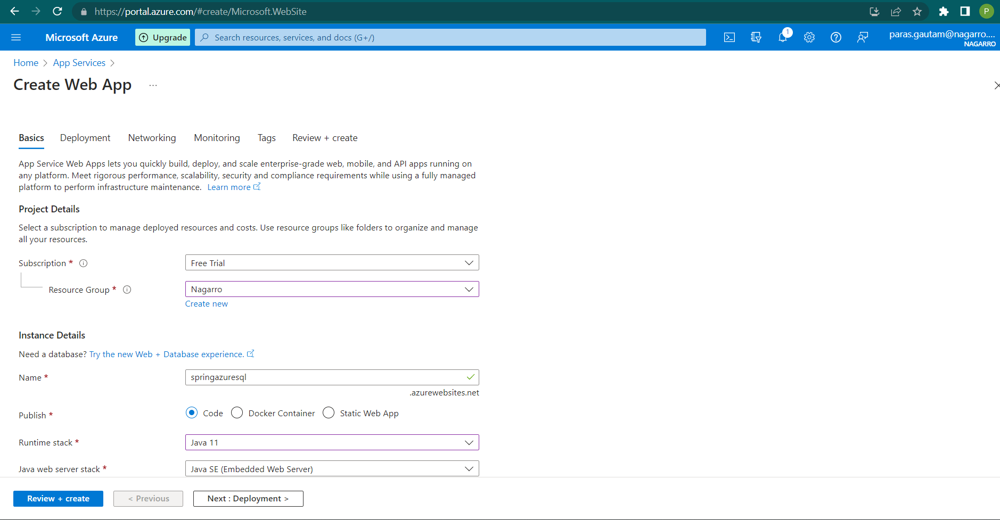 https://portal.azure.com/#create/Microsoft.WebSite
P
Microsoft Azure
Upgrade
Search resources, services, and docs (G+/)
1
paras.gautam@nagarro....
NAGARRO
Home > App Services >
Create Web App ...
Basics Deployment Networking Monitoring Tags Review + create
App Service Web Apps lets you quickly build, deploy, and scale enterprise-grade web, mobile, and API apps running on
any platform. Meet rigorous performance, scalability, security and compliance requirements while using a fully managed
platform to perform infrastructure maintenance. Learn more
Project Details
Select a subscription to manage deployed resources and costs. Use resource groups like folders to organize and manage
all your resources.
Subscription * Free Trial
Resource Group * Nagarro
Create new
Instance Details
Need a database? Try the new Web + Database experience.
Name * springazuresql
.azurewebsites.net
Publish * Code Docker Container Static Web App
Runtime stack * Java 11
Java web server stack * Java SE (Embedded Web Server)
Review + create < Previous Next : Deployment >